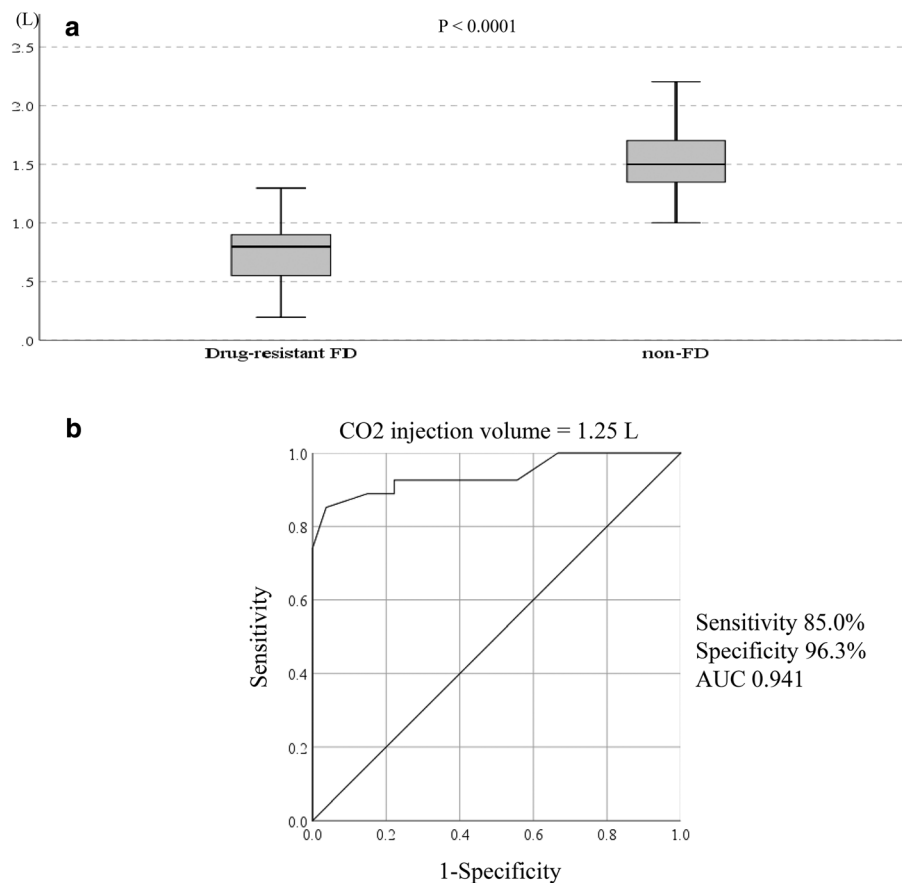 (L)
a
P < 0.0001
2.5
2.0
1.5
1.0
.5
.0
Drug-resistant FD
non-FD
b
CO2 injection volume = 1.25 L
1.0
0.8
0.6
0.4
0.2
0.0
Sensitivity
0.0 0.2 0.4 0.6 0.8 1.0
1-Specificity
Sensitivity 85.0%
Specificity 96.3%
AUC 0.941